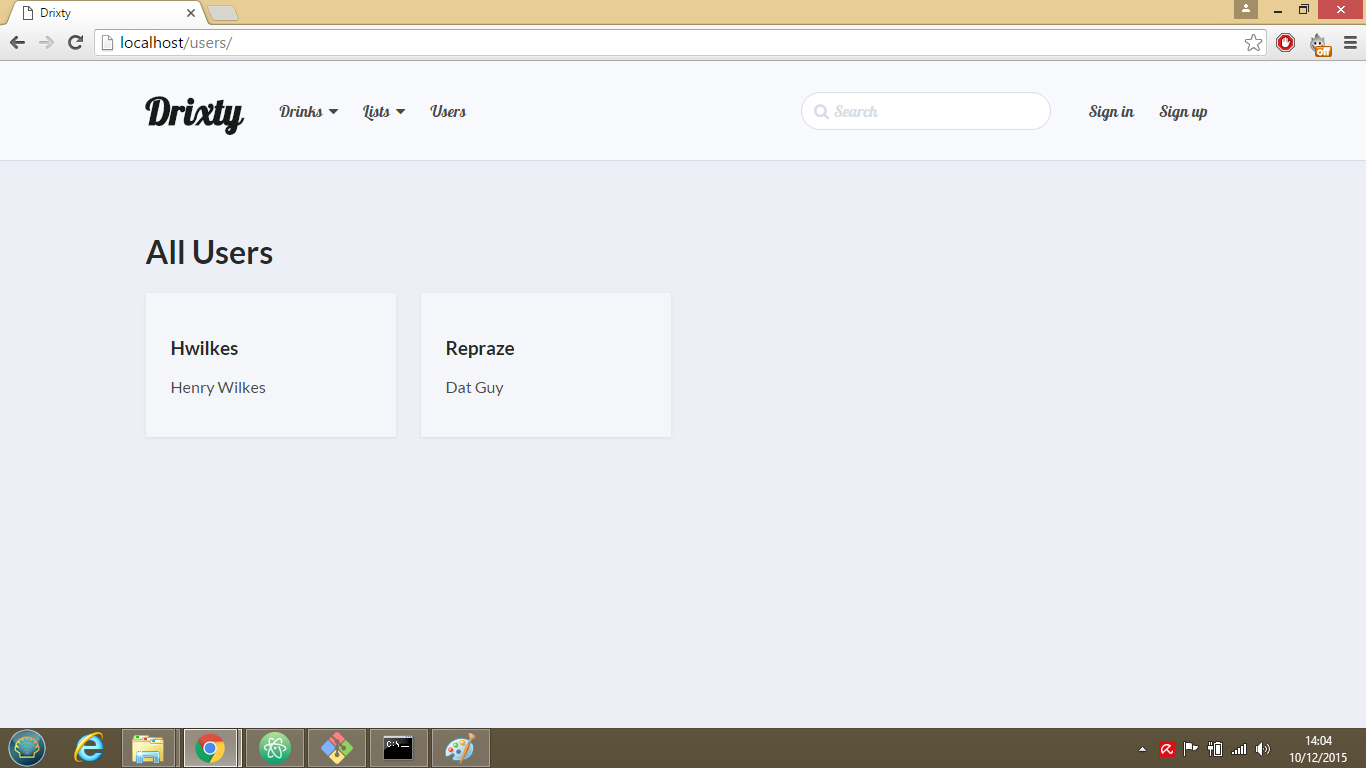 Drixty
localhost/users/
Drixty
Drinks
Lists
Users
Search
Sign in
Sign up
All Users
Hwilkes
Henry Wilkes
Repraze
Dat Guy
off
C:\_
14:04
10/12/2015